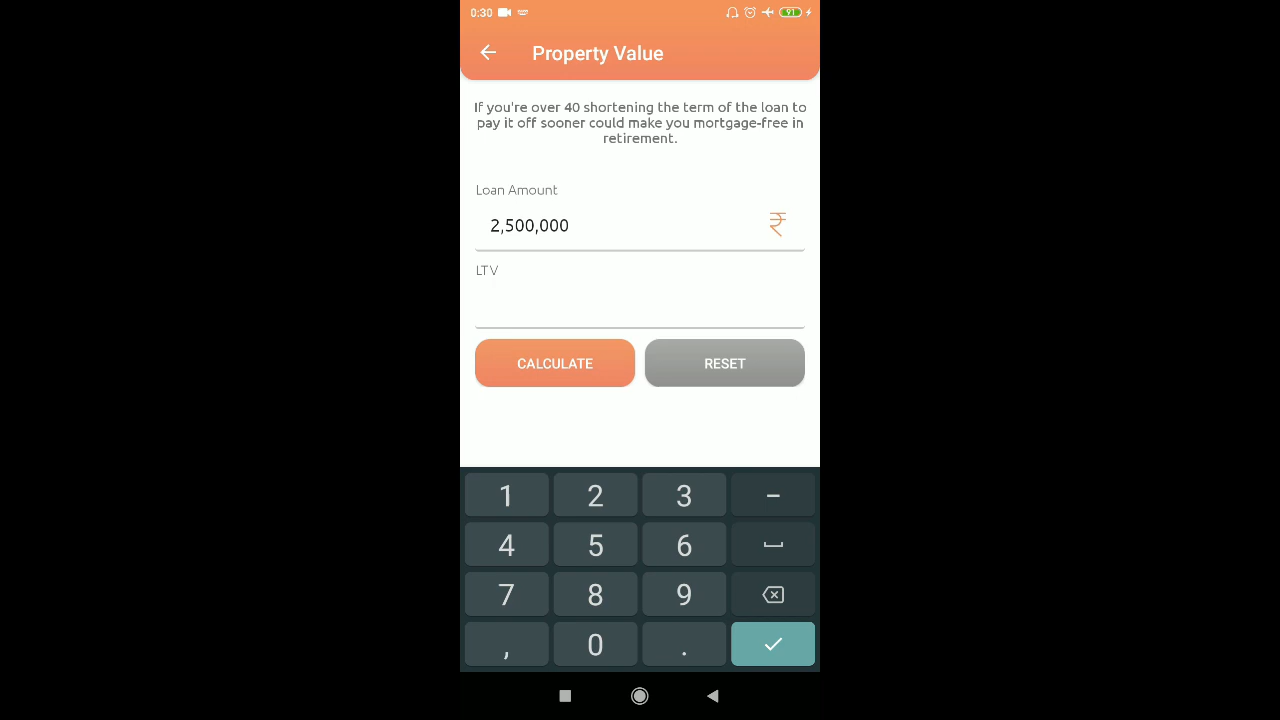 0:30
91
Property Value
If you're over 40 shortening the term of the loan to
pay it off sooner could make you mortgage-free in
retirement.
Loan Amount
2,500,000 ₹
LTV
CALCULATE RESET
1 2 3 -
4 5 6
7 8 9
, 0 .